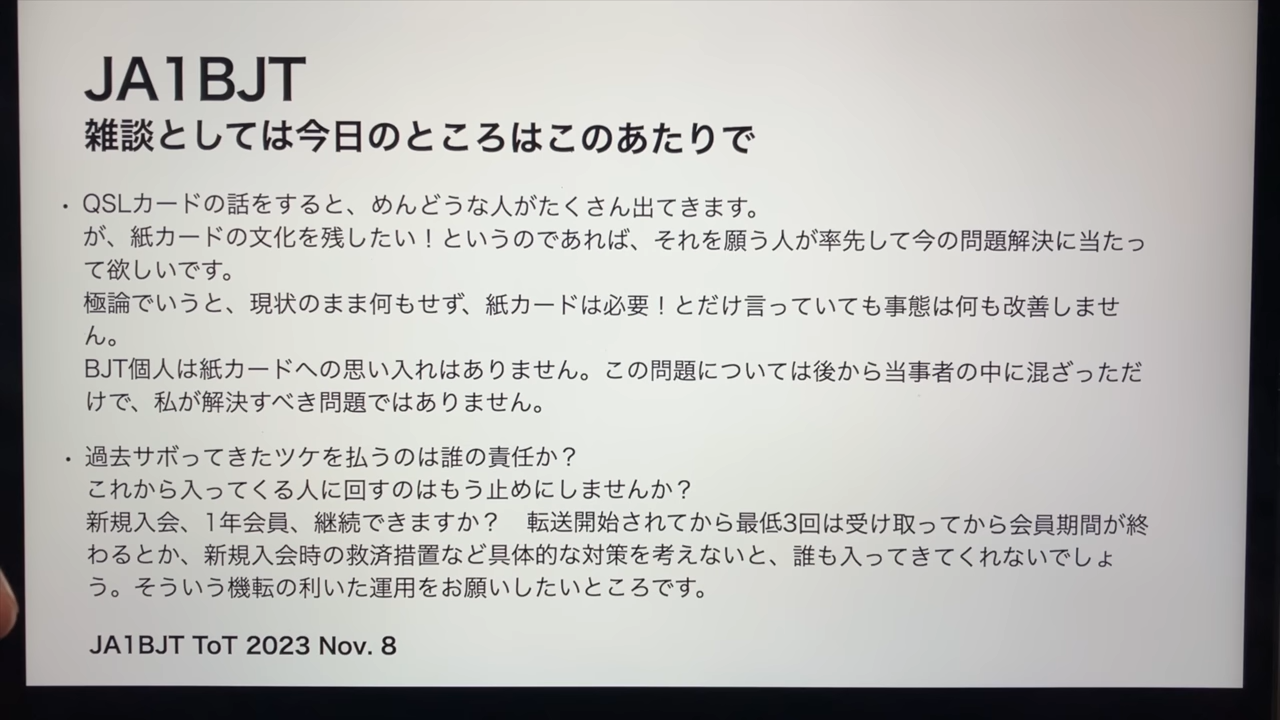 JA1BJT
雑談としては今日のところはこのあたりで
・QSLカードの話をすると、めんどうな人がたくさん出てきます。
が、紙カードの文化を残したい！というのであれば、それを願う人が率先して今の問題解決に当たっ
て欲しいです。
極論でいうと、現状のまま何もせず、紙カードは必要！とだけ言っていても事態は何も改善しませ
ん。
BJT個人は紙カードへの思い入れはありません。この問題については後から当事者の中に混ざっただ
けで、私が解決すべき問題ではありません。
・過去サボってきたツケを払うのは誰の責任か？
これから入ってくる人に回すのはもう止めにしませんか？
新規入会、1年会員、継続できますか？　転送開始されてから最低3回は受け取ってから会員期間が終
わるとか、新規入会時の救済措置など具体的な対策を考えないと、誰も入ってきてくれないでしょ
う。そういう機転の利いた運用をお願いしたいところです。
JA1BJT ToT 2023 Nov. 8